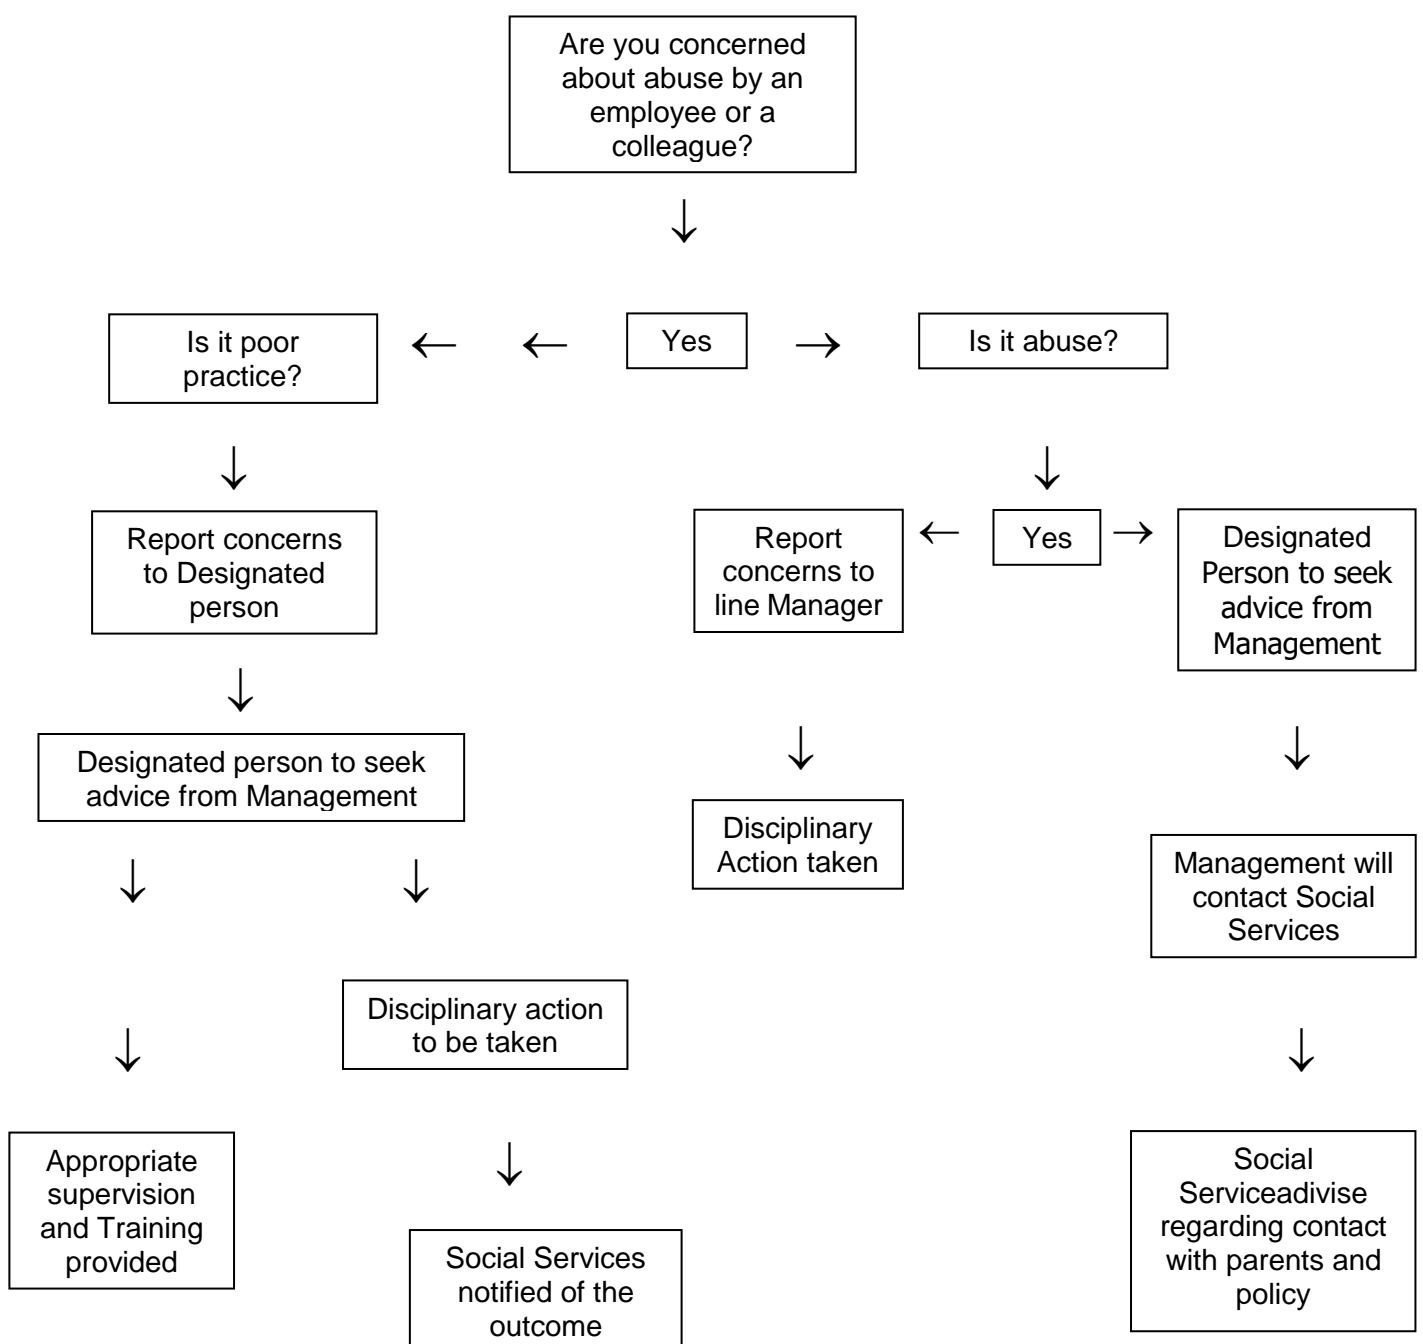 Are you concerned
about abuse by an
employee or a
colleague?
Is it poor
practice?
Yes
Is it abuse?
Report concerns
to Designated
person
Report
concerns to
line Manager
Yes
Designated
Person to seek
advice from
Management
Designated person to seek
advice from Management
Disciplinary
Action taken
Management will
contact Social
Services
Disciplinary action
to be taken
Appropriate
supervision
and Training
provided
Social Services
notified of the
outcome
Social
Serviceadivise
regarding contact
with parents and
policy